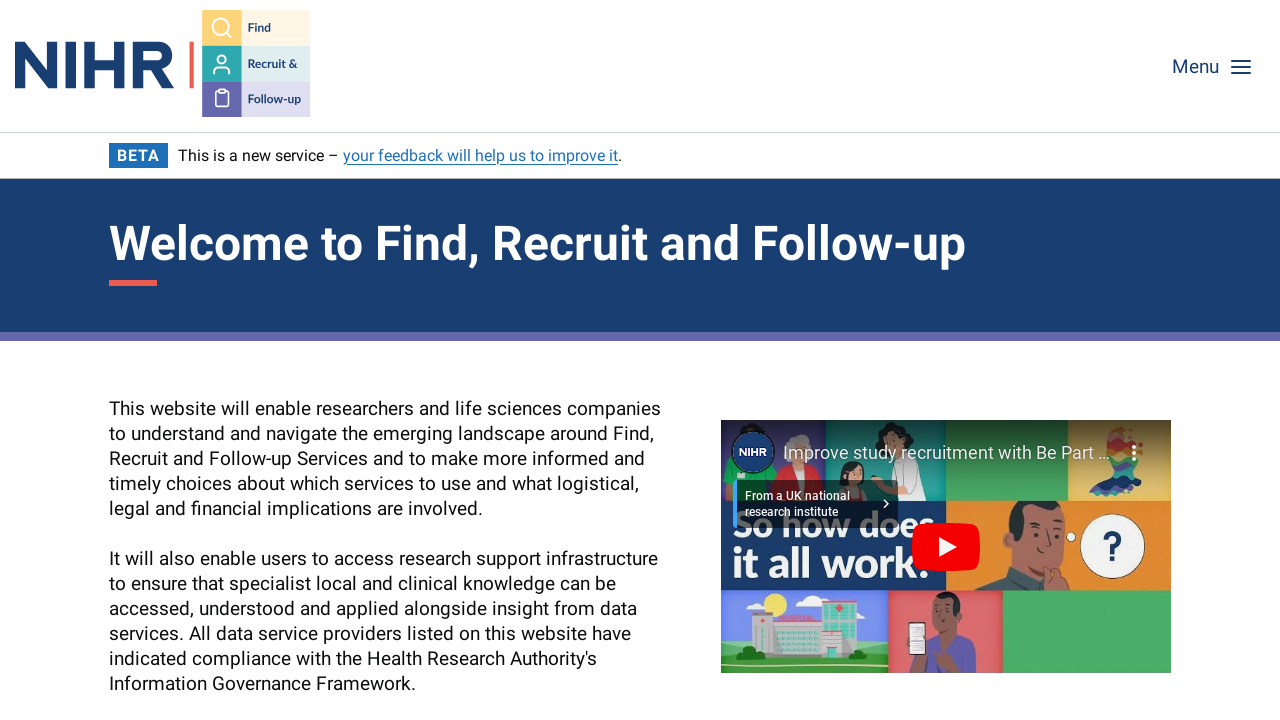 NIHR
Find
Recruit &
Follow-up
Menu
BETA This is a new service – your feedback will help us to improve it.
Welcome to Find, Recruit and Follow-up
This website will enable researchers and life sciences companies
to understand and navigate the emerging landscape around Find,
Recruit and Follow-up Services and to make more informed and
timely choices about which services to use and what logistical,
legal and financial implications are involved.
It will also enable users to access research support infrastructure
to ensure that specialist local and clinical knowledge can be
accessed, understood and applied alongside insight from data
services. All data service providers listed on this website have
indicated compliance with the Health Research Authority's
Information Governance Framework.
NIHR
Improve study recruitment with Be Part ...
From a UK national
research institute
So how does
it all work?
?